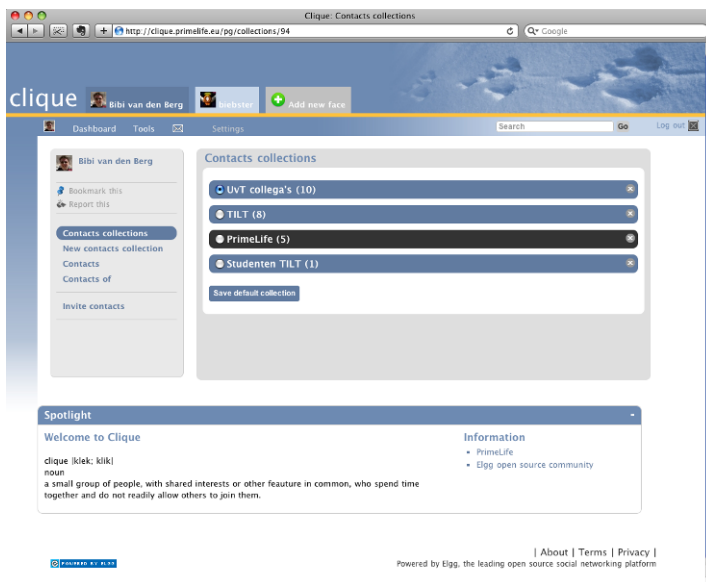 Clique: Contacts collections
http://clique.primelife.eu/pg/collections/94
Google
clique
Bibi van den Berg
biebster
Add new face
Dashboard Tools Settings
Search
Go
Log out
Bibi van den Berg
Bookmark this
Report this
Contacts collections
New contacts collection
Contacts
Contacts of
Invite contacts
Contacts collections
UvT collega's (10)
TILT (8)
PrimeLife (5)
Studenten TILT (1)
Save default collection
Spotlight
-
Welcome to Clique
clique |klek; klik|
noun
a small group of people, with shared interests or other feauture in common, who spend time
together and do not readily allow others to join them.
Information
PrimeLife
Elgg open source community
| About | Terms | Privacy |
Powered by Elgg, the leading open source social networking platform
POWERED BY ELGG